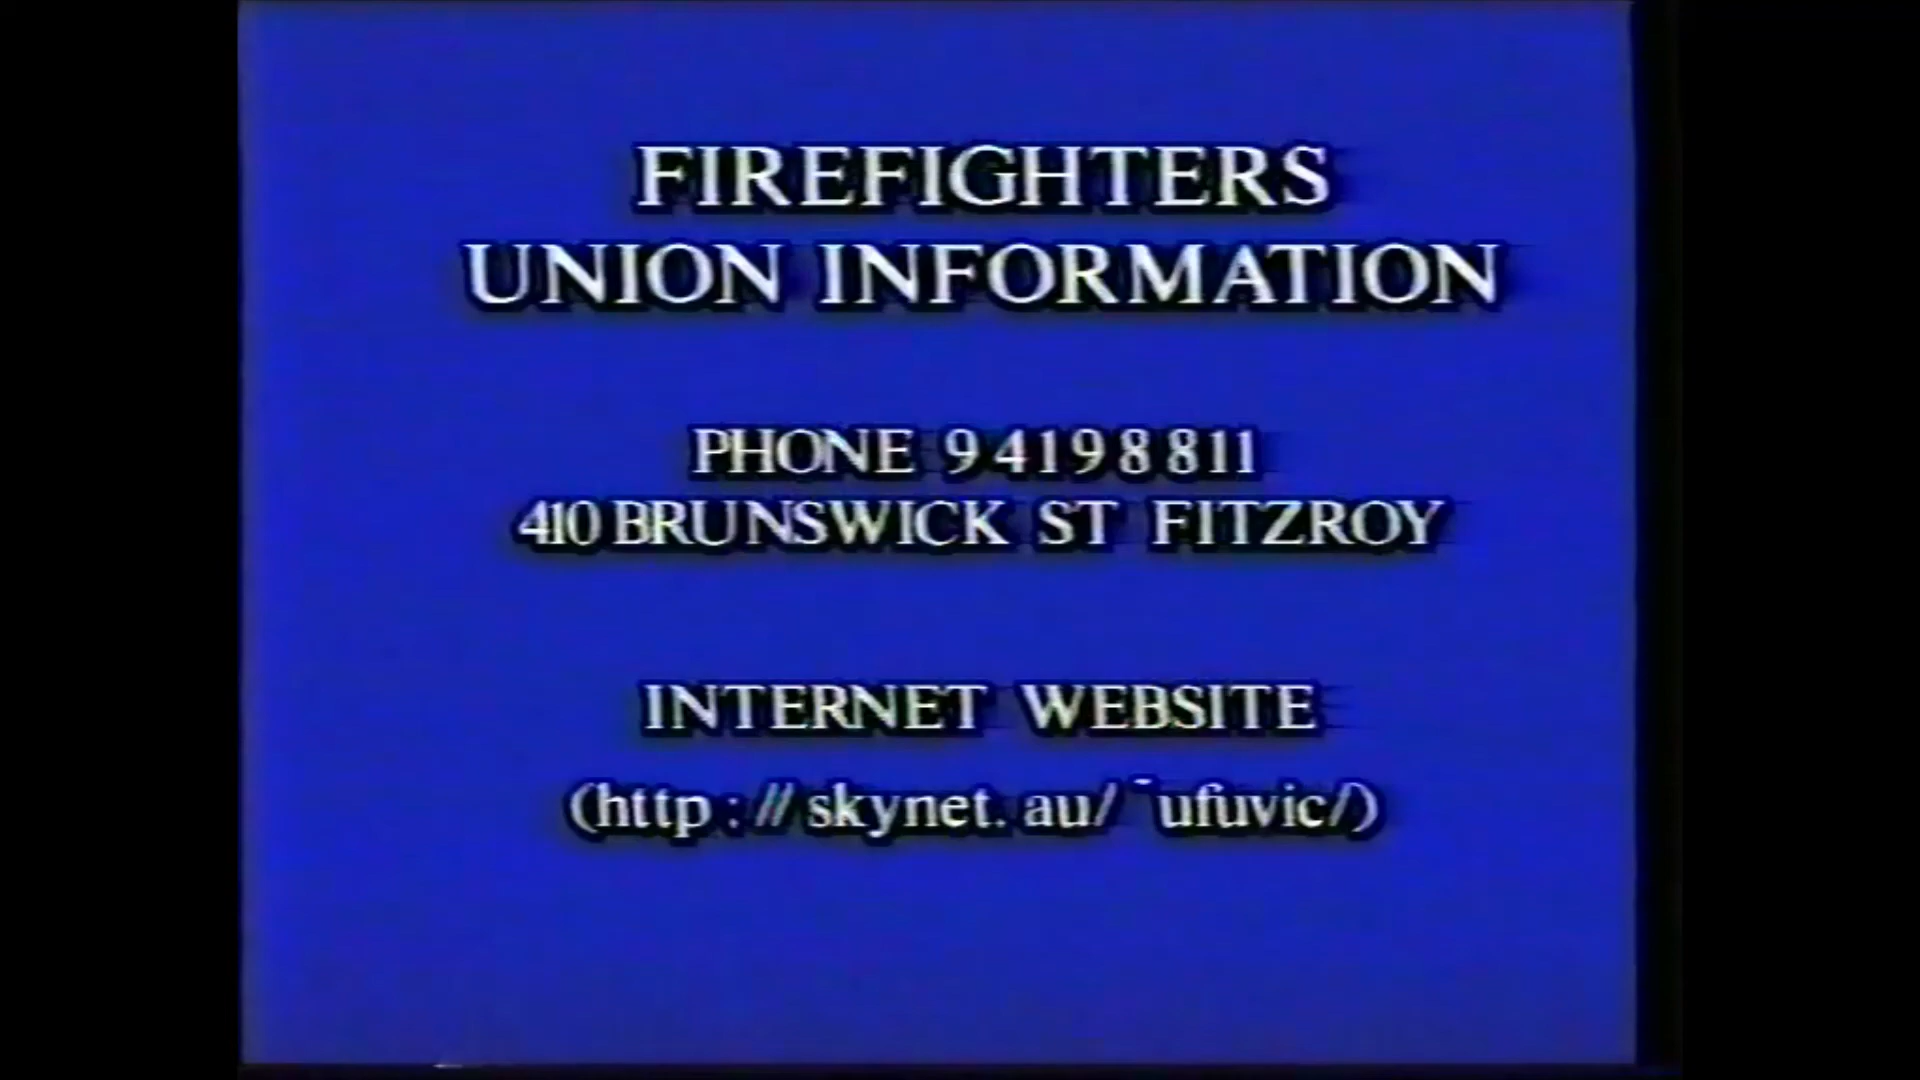 FIREFIGHTERS
UNION INFORMATION
PHONE 94198811
410 BRUNSWICK ST FITZROY
INTERNET WEBSITE
(http://skynet.au/~ufuvic/)